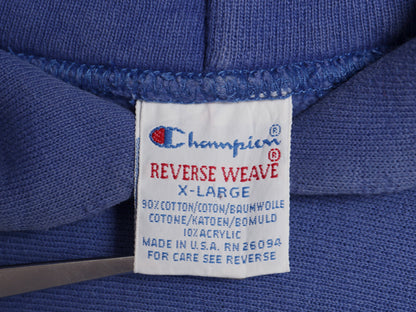 Champion®
REVERSE WEAVE®
X-LARGE
90% COTTON/COTON/BAUMWOLLE
COTONE/KATOEN/BOMULD
10% ACRYLIC
MADE IN U.S.A. RN 26094
FOR CARE SEE REVERSE